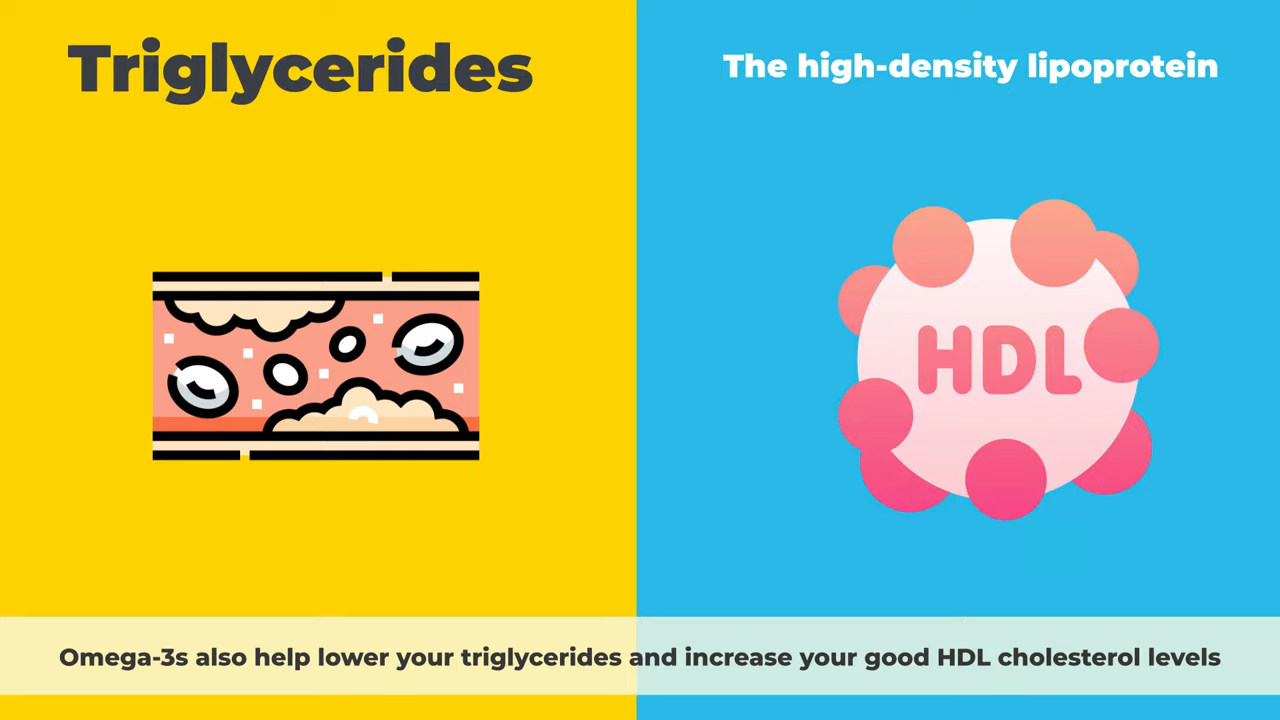 Triglycerides
The high-density lipoprotein
HDL
Omega-3s also help lower your triglycerides and increase your good HDL cholesterol levels